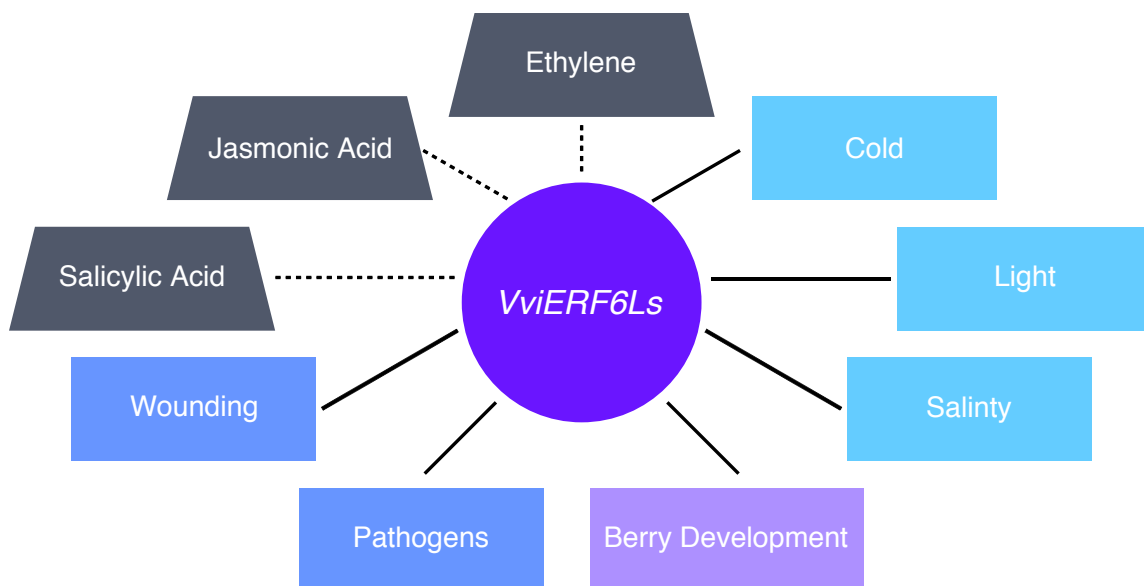 Ethylene
Jasmonic Acid
Cold
Salicylic Acid
Light
VviERF6Ls
Wounding
Salinty
Pathogens
Berry Development